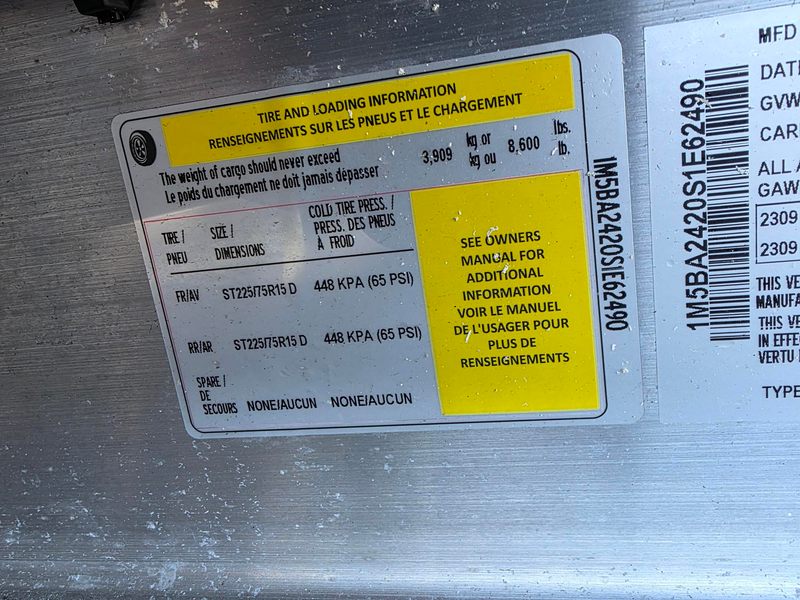 TIRE AND LOADING INFORMATION
RENSEIGNEMENTS SUR LES PNEUS ET LE CHARGEMENT
The weight of cargo should never exceed
Le poids du chargement ne doit jamais dépasser
3,909 kg or 8,600 lbs.
kg ou lb.
TIRE / SIZE / COLD TIRE PRESS. /
PNEU DIMENSIONS PRESS. DES PNEUS
À FROID
FR/AV ST225/75R15 D 448 KPA (65 PSI)
RR/AR ST225/75R15 D 448 KPA (65 PSI)
SPARE /
DE
SECOURS NONE/AUCUN NONE/AUCUN
SEE OWNERS
MANUAL FOR
ADDITIONAL
INFORMATION
VOIR LE MANUEL
DE L'USAGER POUR
PLUS DE
RENSEIGNEMENTS
1M5BA2420S1E62490
1M5BA2420S1E62490
MFD
DATE
GVW
CAR
ALL A
GAW
2309
2309
THIS VE
MANUFA
THIS VE
IN EFFE
VERTU
TYPE